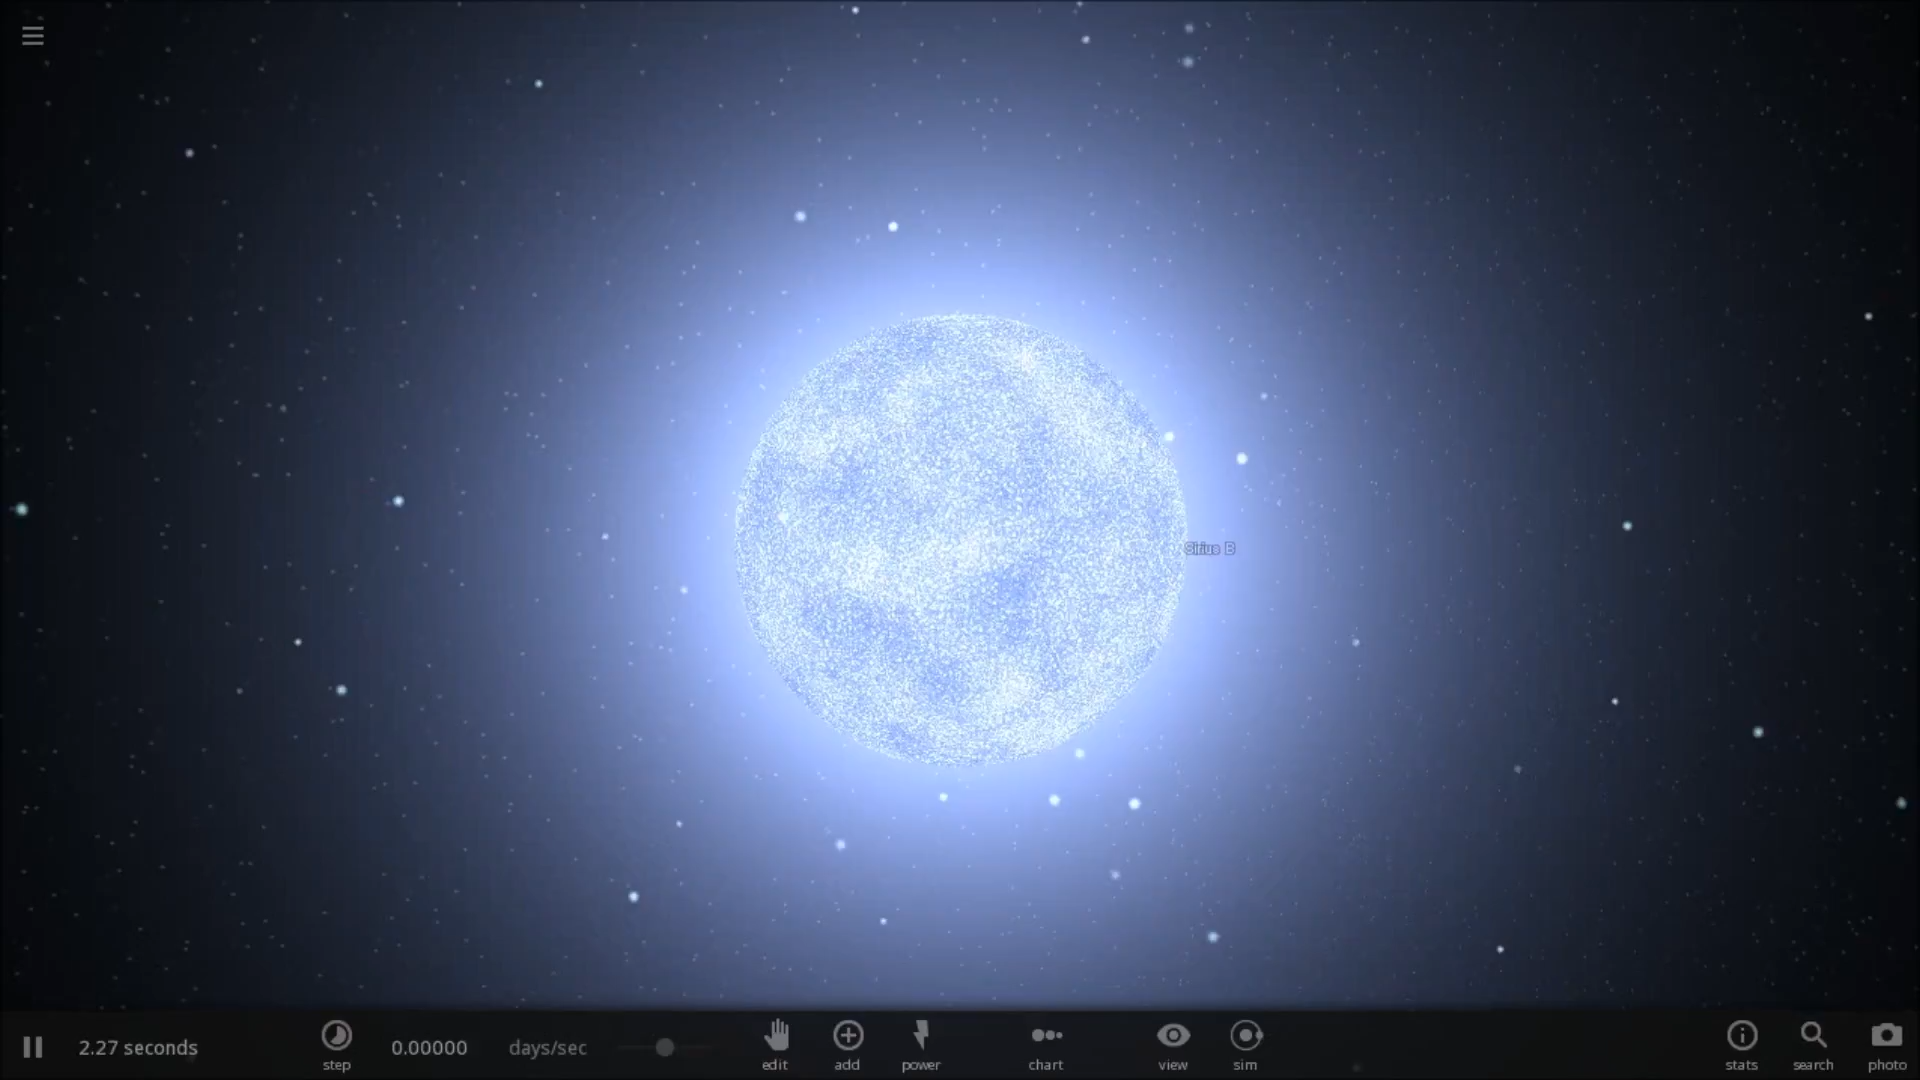 Sirius B
2.27 seconds
step
0.00000
days/sec
edit
add
power
chart
view
sim
stats
search
photo